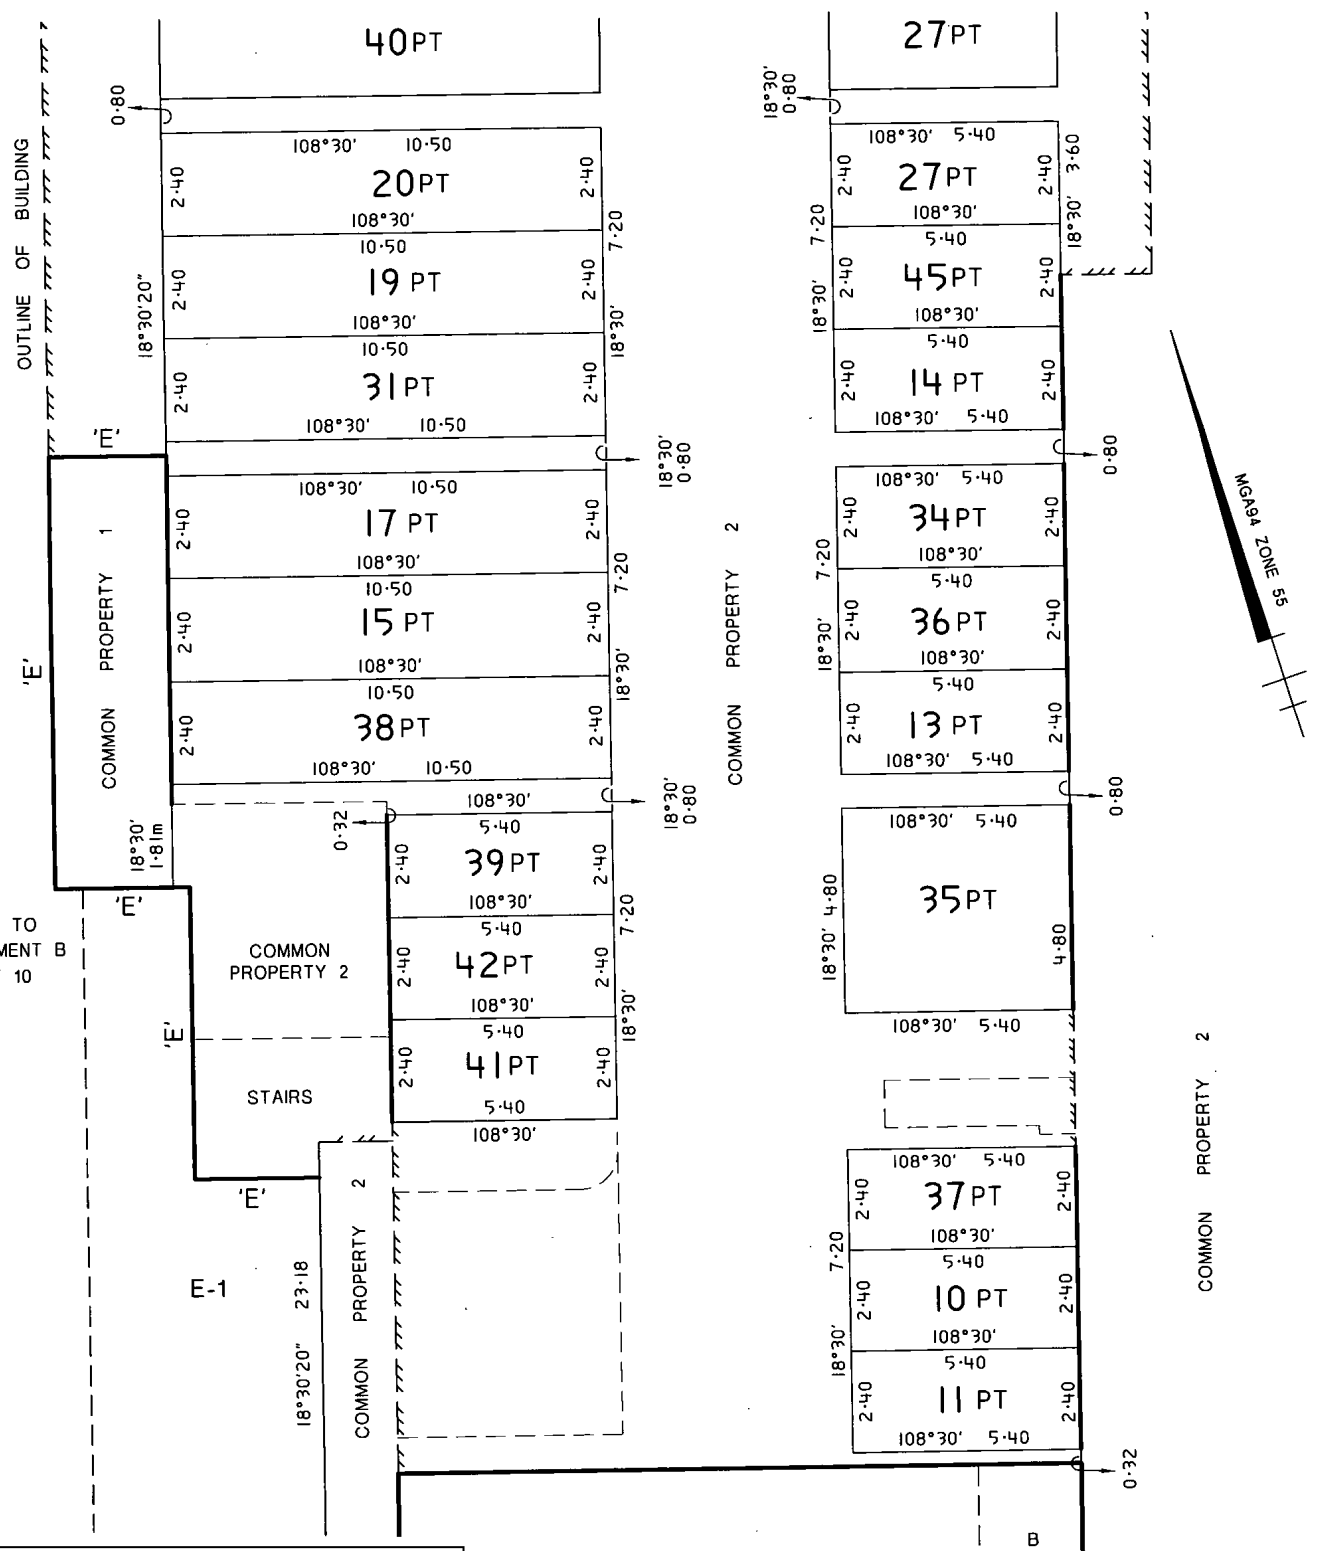 40PT
27PT
0·80
18°30'
0·80
108°30' 10·50
2·40
20PT
2·40
108°30'
10·50
2·40
19 PT
2·40
108°30'
10·50
2·40
31PT
2·40
108°30' 10·50
7·20
18°30'
18°30'20"
OUTLINE OF BUILDING
108°30' 5·40
2·40
27PT
2·40
3·60
108°30'
5·40
2·40
45PT
2·40
18°30'
108°30'
5·40
2·40
14 PT
2·40
108°30' 5·40
7·20
18°30'
'E'
18°30'
0·80
0·80
108°30' 10·50
2·40
17 PT
2·40
108°30'
10·50
2·40
15 PT
2·40
108°30'
10·50
2·40
38PT
2·40
108°30' 10·50
7·20
18°30'
COMMON PROPERTY 1
'E'
COMMON PROPERTY 2
108°30' 5·40
2·40
34PT
2·40
108°30'
5·40
2·40
36PT
2·40
108°30'
5·40
2·40
13 PT
2·40
108°30' 5·40
7·20
18°30'
MGA94 ZONE 55
18°30'
0·80
0·80
18°30'
1·81m
0·32
108°30'
5·40
2·40
39PT
2·40
108°30'
5·40
2·40
42PT
2·40
108°30'
5·40
2·40
41PT
2·40
5·40
108°30'
7·20
18°30'
108°30' 5·40
35PT
18°30' 4·80
4·80
108°30' 5·40
'E'
TO
MENT B
10
COMMON
PROPERTY 2
'E'
STAIRS
'E'
E-1
18°30'20" 23·18
COMMON PROPERTY 2
COMMON PROPERTY 2
108°30' 5·40
2·40
37PT
2·40
108°30'
5·40
2·40
10 PT
2·40
108°30'
5·40
2·40
11 PT
2·40
108°30' 5·40
7·20
18°30'
0·32
B